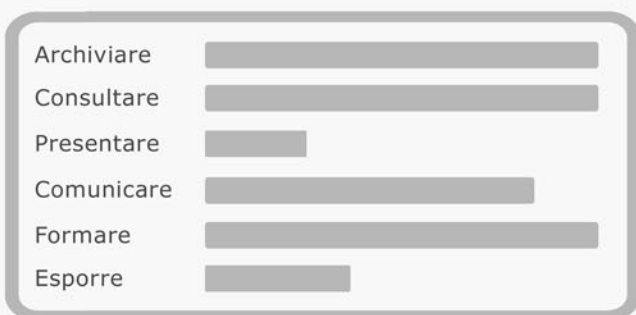 Archiviare
Consultare
Presentare
Comunicare
Formare
Esporre